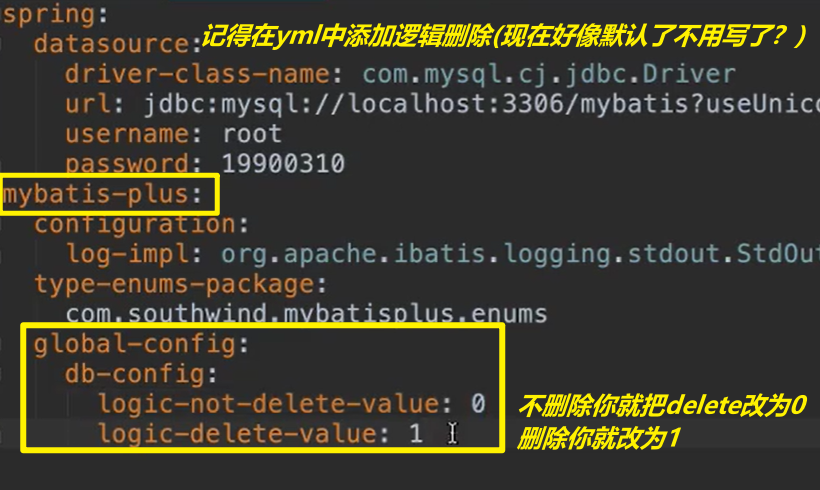 spring:
记得在yml中添加逻辑删除(现在好像默认了不用写了？)
datasource:
driver-class-name: com.mysql.cj.jdbc.Driver
url: jdbc:mysql://localhost:3306/mybatis?useUnico
username: root
password: 19900310
mybatis-plus:
configuration:
log-impl: org.apache.ibatis.logging.stdout.StdOut
type-enums-package:
com.southwind.mybatisplus.enums
global-config:
db-config:
logic-not-delete-value: 0
logic-delete-value: 1
不删除你就把delete改为0
删除你就改为1